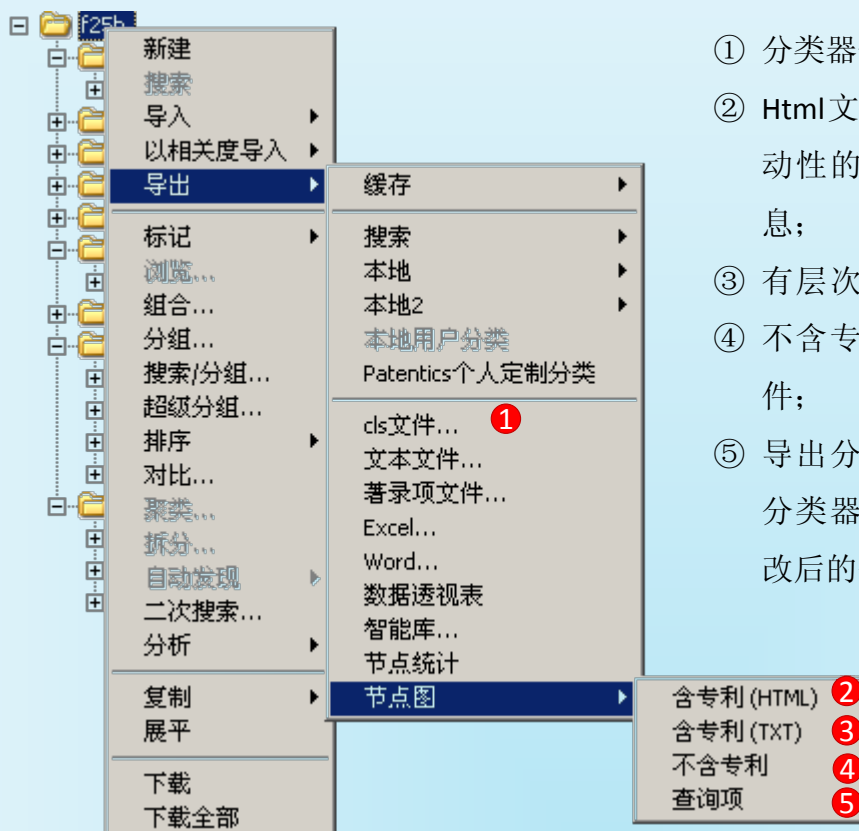 f25b
新建
搜索
导入
以相关度导入
导出
标记
浏览...
组合...
分组...
搜索/分组...
超级分组...
排序
对比...
聚类...
拆分...
自动发现
二次搜索...
分析
复制
展平
下载
下载全部
缓存
搜索
本地
本地2
本地用户分类
Patentics个人定制分类
cls文件... 1
文本文件...
著录项文件...
Excel...
Word...
数据透视表
智能库...
节点统计
节点图
含专利(HTML) 2
含专利(TXT) 3
不含专利 4
查询项 5
① 分类器
② Html文
动性的
息；
③ 有层次
④ 不含专
件；
⑤ 导出分
分类器
改后的